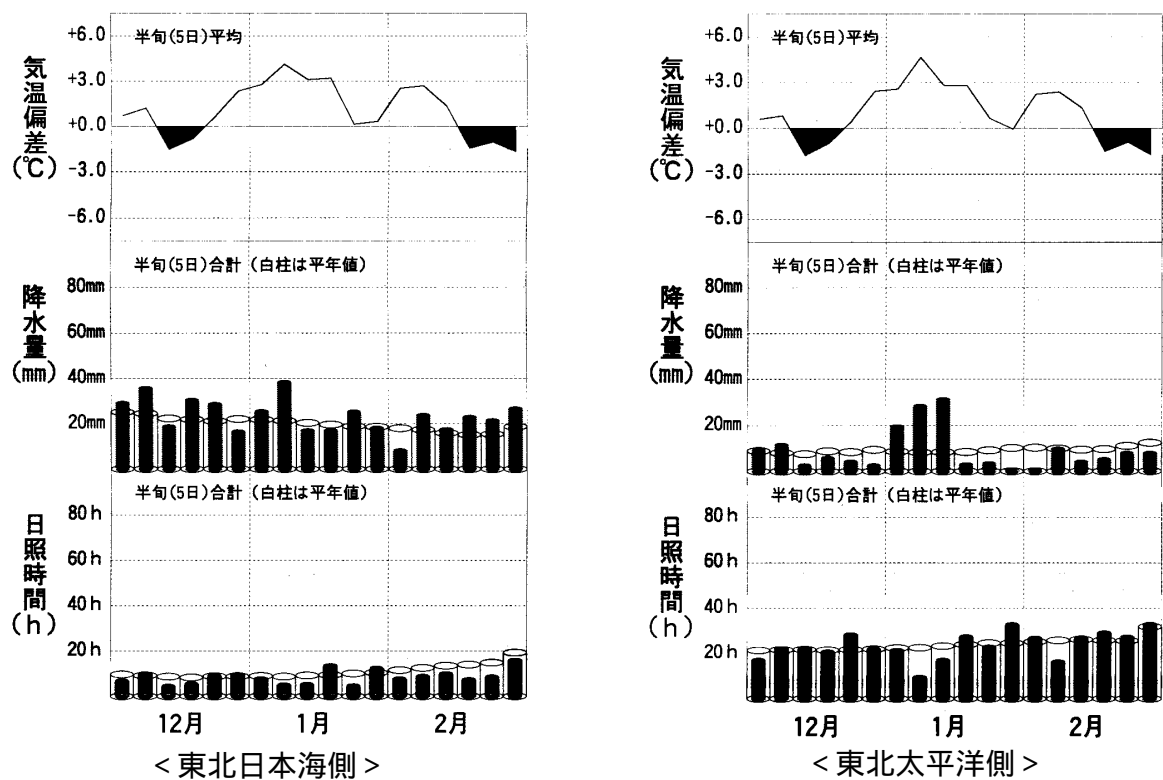 気温偏差(℃)
+6.0
+3.0
+0.0
-3.0
-6.0
半旬(5日)平均
降水量(mm)
80mm
60mm
40mm
20mm
半旬(5日)合計 (白柱は平年値)
日照時間(h)
80h
60h
40h
20h
半旬(5日)合計 (白柱は平年値)
12月 1月 2月
<東北日本海側>
気温偏差(℃)
+6.0
+3.0
+0.0
-3.0
-6.0
半旬(5日)平均
降水量(mm)
80mm
60mm
40mm
20mm
半旬(5日)合計 (白柱は平年値)
日照時間(h)
80h
60h
40h
20h
半旬(5日)合計 (白柱は平年値)
12月 1月 2月
<東北太平洋側>